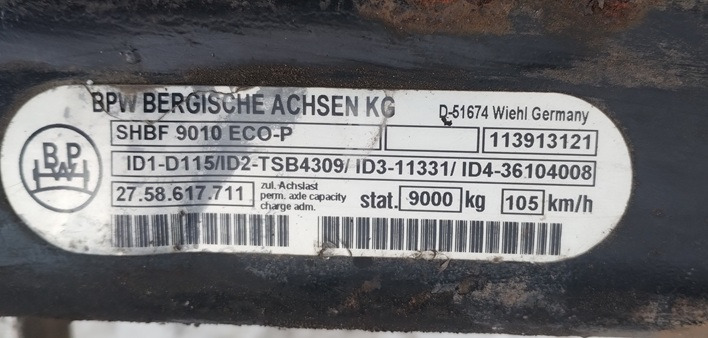 BPW BERGISCHE ACHSEN KG D-51674 Wiehl Germany
SHBF 9010 ECO-P 113913121
BPW
ID1-D115/ID2-TSB4309/ ID3-11331/ ID4-36104008
27.58.617.711 zul. Achslast
perm. axle capacity
charge adm.
stat. 9000 kg 105 km/h